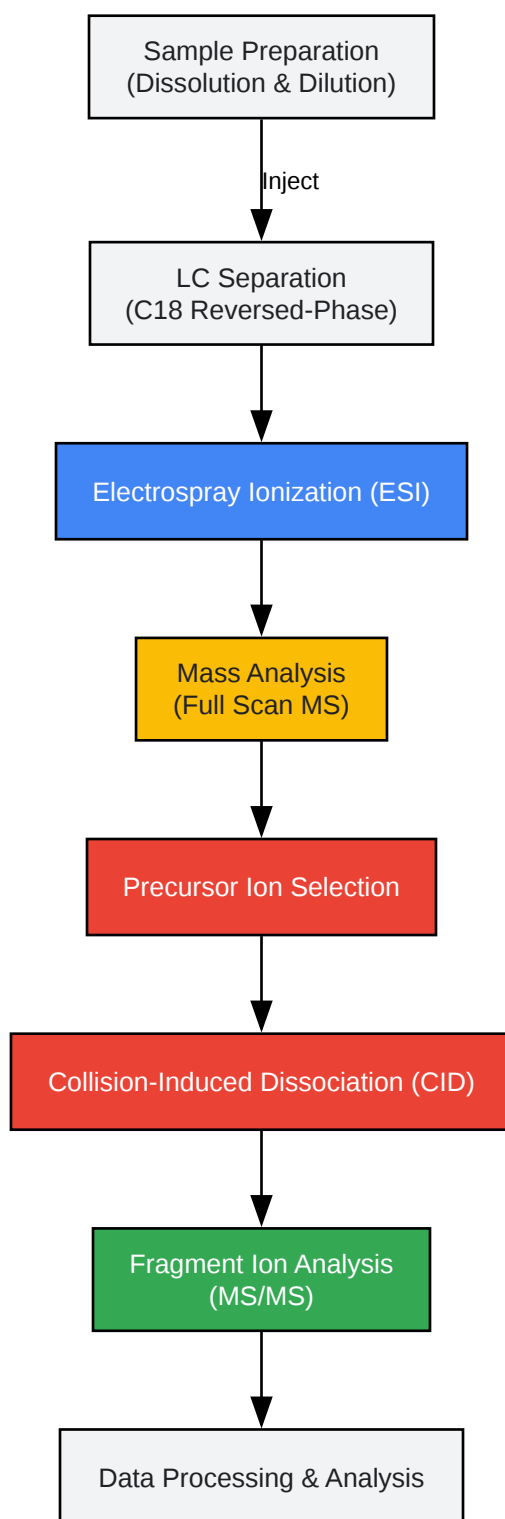 Sample Preparation
(Dissolution & Dilution)
Inject
LC Separation
(C18 Reversed-Phase)
Electrospray Ionization (ESI)
Mass Analysis
(Full Scan MS)
Precursor Ion Selection
Collision-Induced Dissociation (CID)
Fragment Ion Analysis
(MS/MS)
Data Processing & Analysis